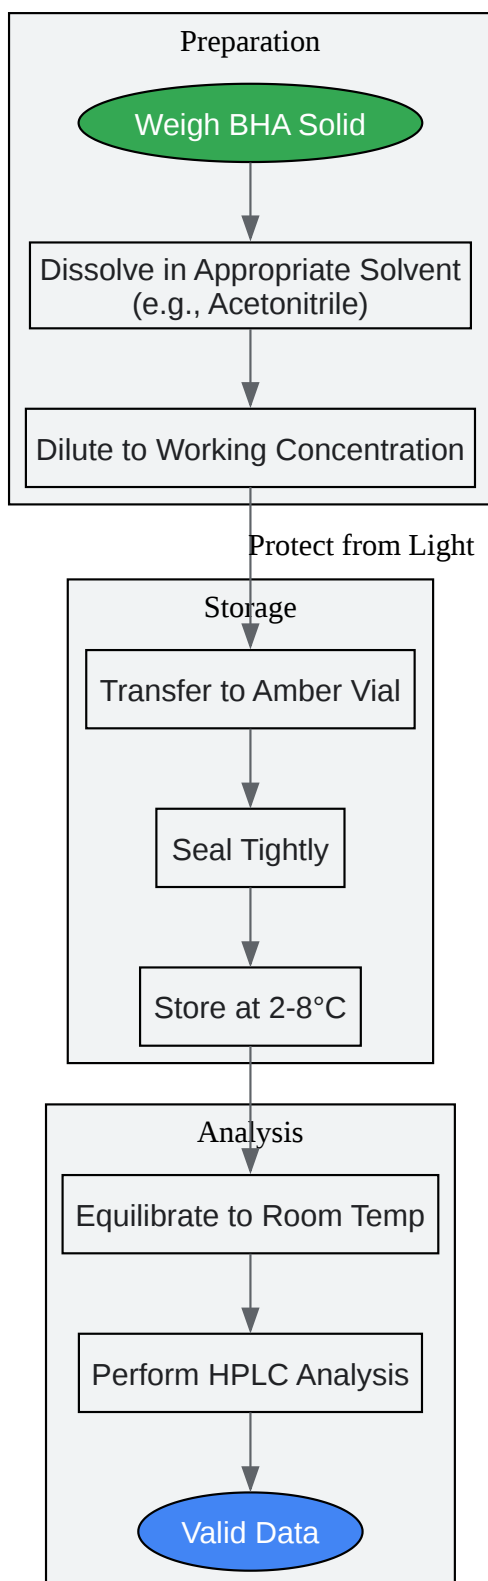 Preparation
Weigh BHA Solid
Dissolve in Appropriate Solvent
(e.g., Acetonitrile)
Dilute to Working Concentration
Protect from Light
Storage
Transfer to Amber Vial
Seal Tightly
Store at 2-8°C
Analysis
Equilibrate to Room Temp
Perform HPLC Analysis
Valid Data